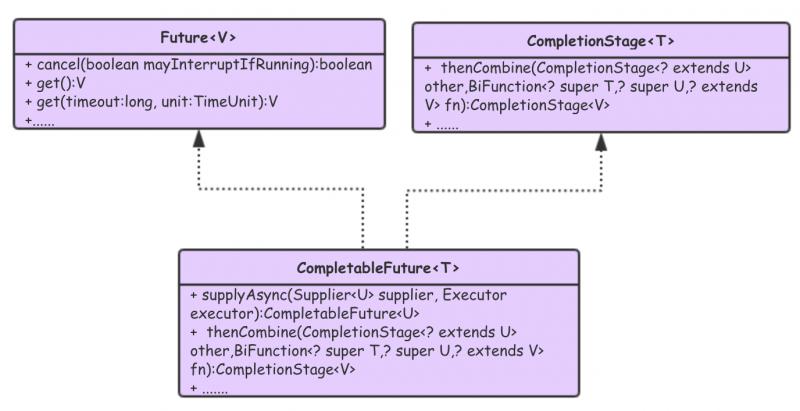 Future<V>
+ cancel(boolean mayInterruptIfRunning):boolean
+ get():V
+ get(timeout:long, unit:TimeUnit):V
+......
CompletionStage<T>
+ thenCombine(CompletionStage<? extends U>
other,BiFunction<? super T,? super U,? extends
V> fn):CompletionStage<V>
+ ......
CompletableFuture<T>
+ supplyAsync(Supplier<U> supplier, Executor
executor):CompletableFuture<U>
+ thenCombine(CompletionStage<? extends U>
other,BiFunction<? super T,? super U,? extends V>
fn):CompletionStage<V>
+ .......